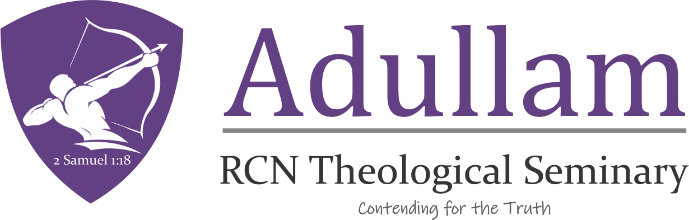 2 Samuel 1:18
Adullam
RCN Theological Seminary
Contending for the Truth